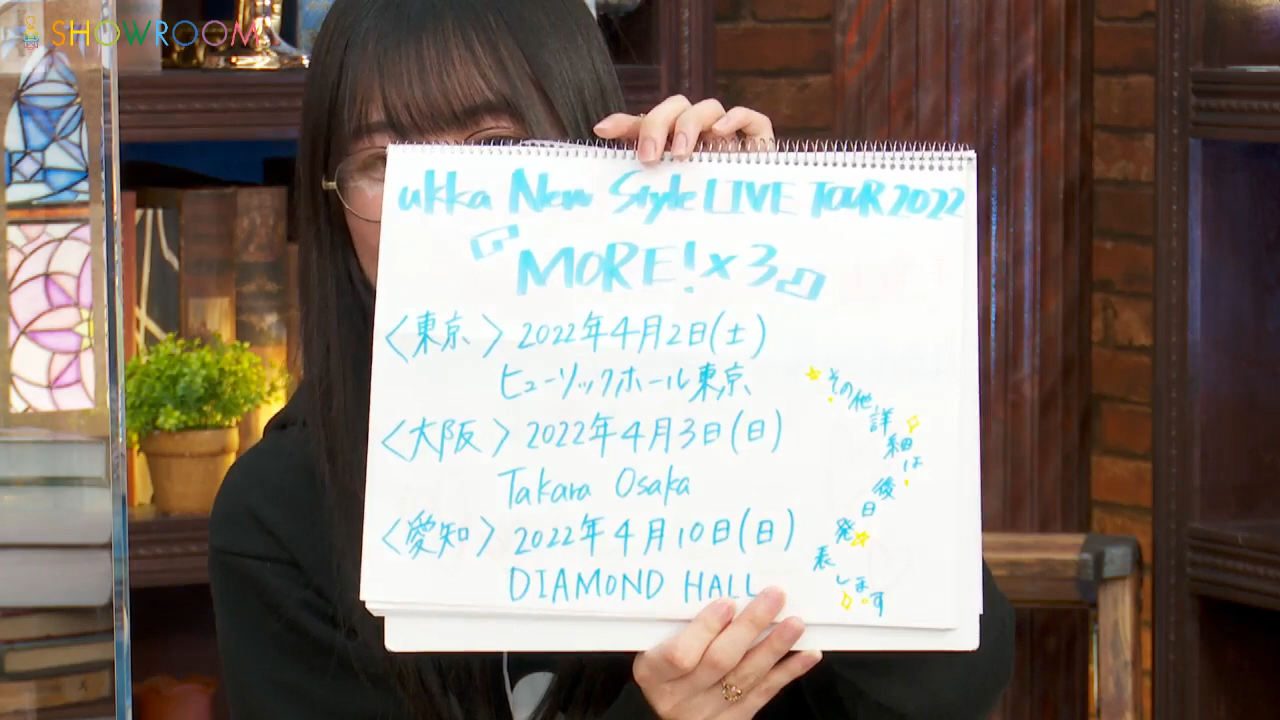 SHOWROOM
ukka New Style LIVE TOUR 2022
『MORE!×3』
〈東京〉2022年4月2日(土)
ヒューリックホール東京
〈大阪〉2022年4月3日(日)
Takara Osaka
〈愛知〉2022年4月10日(日)
DIAMOND HALL
その他詳細は後日発表します